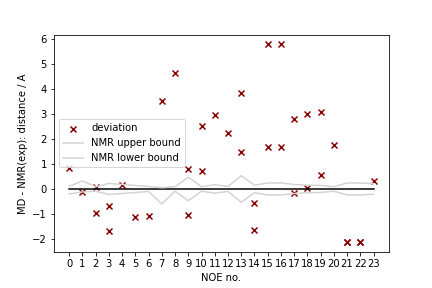 6
5
4
3
2
1
0
−1
−2
MD - NMR(exp): distance / A
deviation
NMR upper bound
NMR lower bound
0 1 2 3 4 5 6 7 8 9 10 11 12 13 14 15 16 17 18 19 20 21 22 23
NOE no.